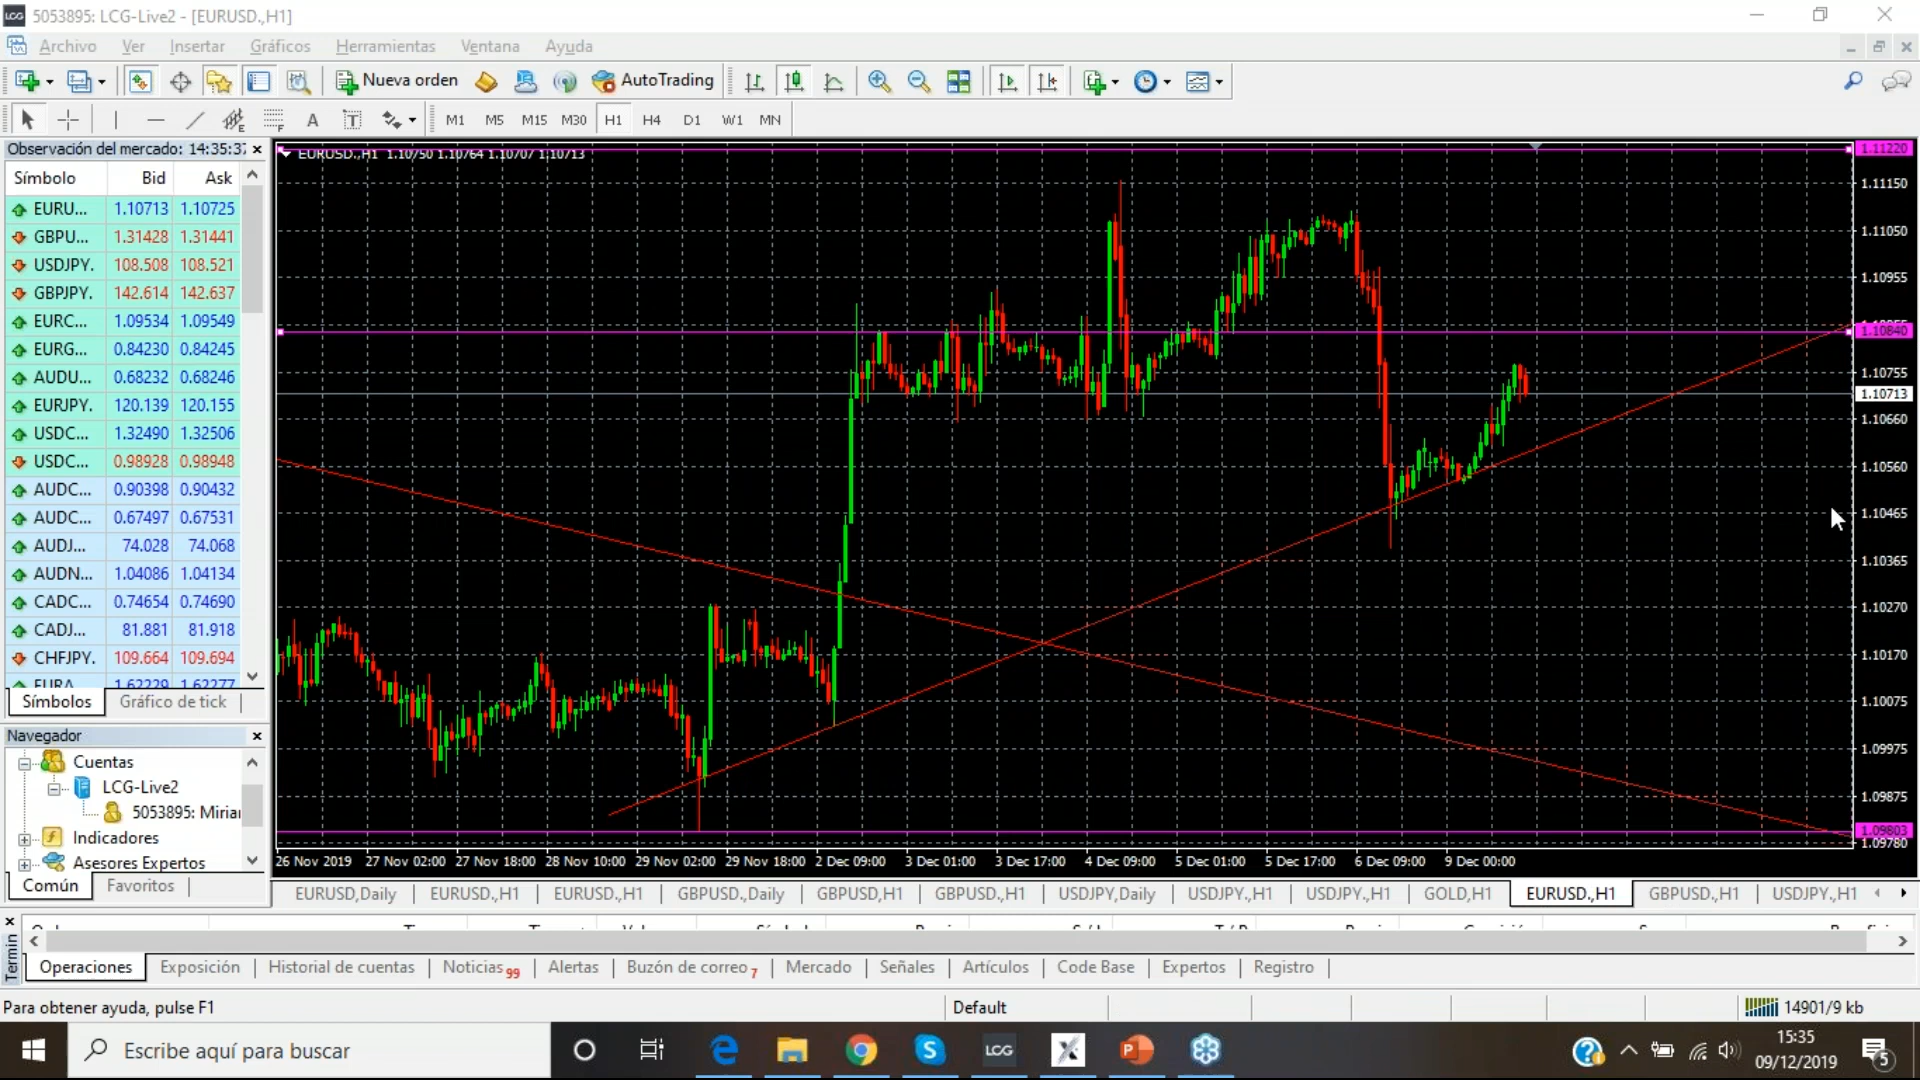 LCG 5053895: LCG-Live2 - [EURUSD.,H1]
Archivo Ver Insertar Gráficos Herramientas Ventana Ayuda
Nueva orden AutoTrading
M1 M5 M15 M30 H1 H4 D1 W1 MN
Observación del mercado: 14:35:37
Símbolo Bid Ask
EURU... 1.10713 1.10725
GBPU... 1.31428 1.31441
USDJPY. 108.508 108.521
GBPJPY. 142.614 142.637
EURC... 1.09534 1.09549
EURG... 0.84230 0.84245
AUDU... 0.68232 0.68246
EURJPY. 120.139 120.155
USDC... 1.32490 1.32506
USDC... 0.98928 0.98948
AUDC... 0.90398 0.90432
AUDC... 0.67497 0.67531
AUDJ... 74.028 74.068
AUDN... 1.04086 1.04134
CADC... 0.74654 0.74690
CADJ... 81.881 81.918
CHFJPY. 109.664 109.694
EURA 1.62229 1.62277
Símbolos Gráfico de tick
Navegador
Cuentas
LCG-Live2
5053895: Mirian
Indicadores
Asesores Expertos
Común Favoritos
EURUSD.,H1 1.10750 1.10764 1.10707 1.10713
1.11220
1.11150
1.11050
1.10955
1.10840
1.10755
1.10713
1.10660
1.10560
1.10465
1.10365
1.10270
1.10170
1.10075
1.09975
1.09875
1.09803
1.09780
26 Nov 2019 27 Nov 02:00 27 Nov 18:00 28 Nov 10:00 29 Nov 02:00 29 Nov 18:00 2 Dec 09:00 3 Dec 01:00 3 Dec 17:00 4 Dec 09:00 5 Dec 01:00 5 Dec 17:00 6 Dec 09:00 9 Dec 00:00
EURUSD,Daily EURUSD.,H1 EURUSD.,H1 GBPUSD.,Daily GBPUSD,H1 GBPUSD.,H1 USDJPY,Daily USDJPY.,H1 USDJPY.,H1 GOLD,H1 EURUSD.,H1 GBPUSD.,H1 USDJPY.,H1
Termin
Operaciones Exposición Historial de cuentas Noticias 99 Alertas Buzón de correo 7 Mercado Señales Artículos Code Base Expertos Registro
Para obtener ayuda, pulse F1 Default 14901/9 kb
Escribe aquí para buscar
LCG
15:35
09/12/2019
5